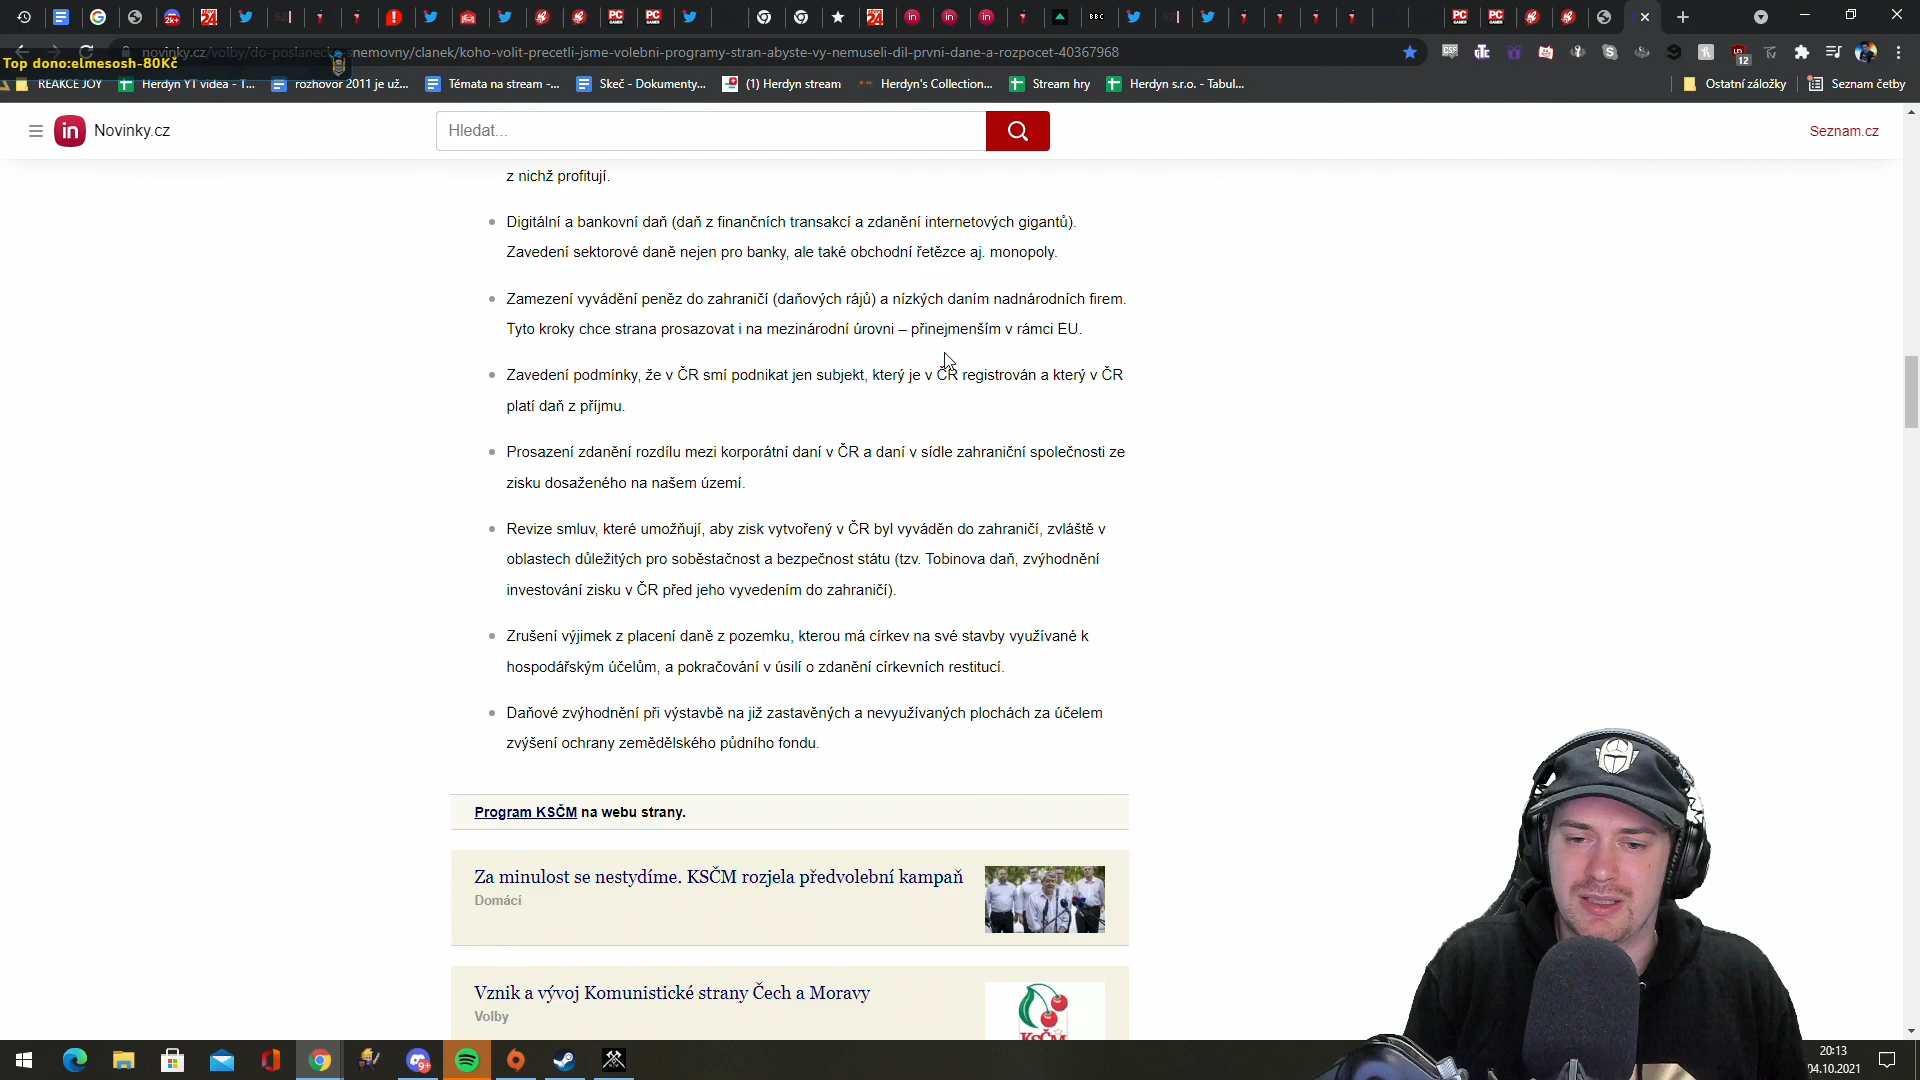 novinky.cz/volby/do-poslanecke-snemovny/clanek/koho-volit-precetli-jsme-volebni-programy-stran-abyste-vy-nemuseli-dil-prvni-dane-a-rozpocet-40367968
Top dono:elmesosh-80Kč
REAKCE JOY
Herdyn YT videa - T...
rozhovor 2011 je už...
Témata na stream -...
Skeč - Dokumenty...
(1) Herdyn stream
Herdyn's Collection...
Stream hry
Herdyn s.r.o. - Tabul...
Ostatní záložky
Seznam četby
in Novinky.cz
Hledat...
Seznam.cz
z nichž profitují.
Digitální a bankovní daň (daň z finančních transakcí a zdanění internetových gigantů).
Zavedení sektorové daně nejen pro banky, ale také obchodní řetězce aj. monopoly.
Zamezení vyvádění peněz do zahraničí (daňových rájů) a nízkých daním nadnárodních firem.
Tyto kroky chce strana prosazovat i na mezinárodní úrovni – přinejmenším v rámci EU.
Zavedení podmínky, že v ČR smí podnikat jen subjekt, který je v ČR registrován a který v ČR
platí daň z příjmu.
Prosazení zdanění rozdílu mezi korporátní daní v ČR a daní v sídle zahraniční společnosti ze
zisku dosaženého na našem území.
Revize smluv, které umožňují, aby zisk vytvořený v ČR byl vyváděn do zahraničí, zvláště v
oblastech důležitých pro soběstačnost a bezpečnost státu (tzv. Tobinova daň, zvýhodnění
investování zisku v ČR před jeho vyvedením do zahraničí).
Zrušení výjimek z placení daně z pozemku, kterou má církev na své stavby využívané k
hospodářským účelům, a pokračování v úsilí o zdanění církevních restitucí.
Daňové zvýhodnění při výstavbě na již zastavěných a nevyužívaných plochách za účelem
zvýšení ochrany zemědělského půdního fondu.
Program KSČM na webu strany.
Za minulost se nestydíme. KSČM rozjela předvolební kampaň
Domácí
Vznik a vývoj Komunistické strany Čech a Moravy
Volby
KSČM
20:13
04.10.2021